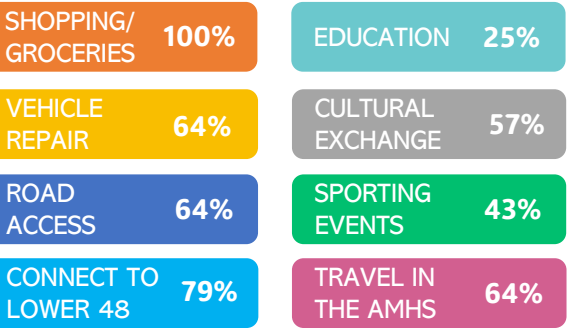 SHOPPING/
GROCERIES 100%
EDUCATION 25%
VEHICLE
REPAIR 64%
CULTURAL
EXCHANGE 57%
ROAD
ACCESS 64%
SPORTING
EVENTS 43%
CONNECT TO
LOWER 48 79%
TRAVEL IN
THE AMHS 64%